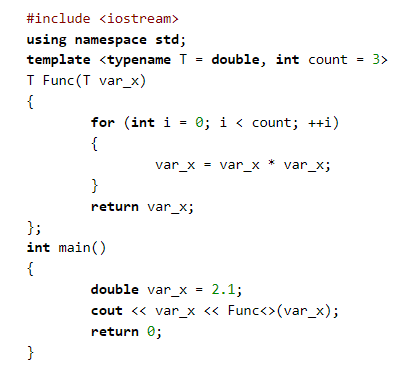 #include <iostream>
using namespace std;
template <typename T = double, int count = 3>
T Func(T var_x)
{
for (int i = 0; i < count; ++i)
{
var_x = var_x * var_x;
}
return var_x;
};
int main()
{
double var_x = 2.1;
cout << var_x << Func<>(var_x);
return 0;
}